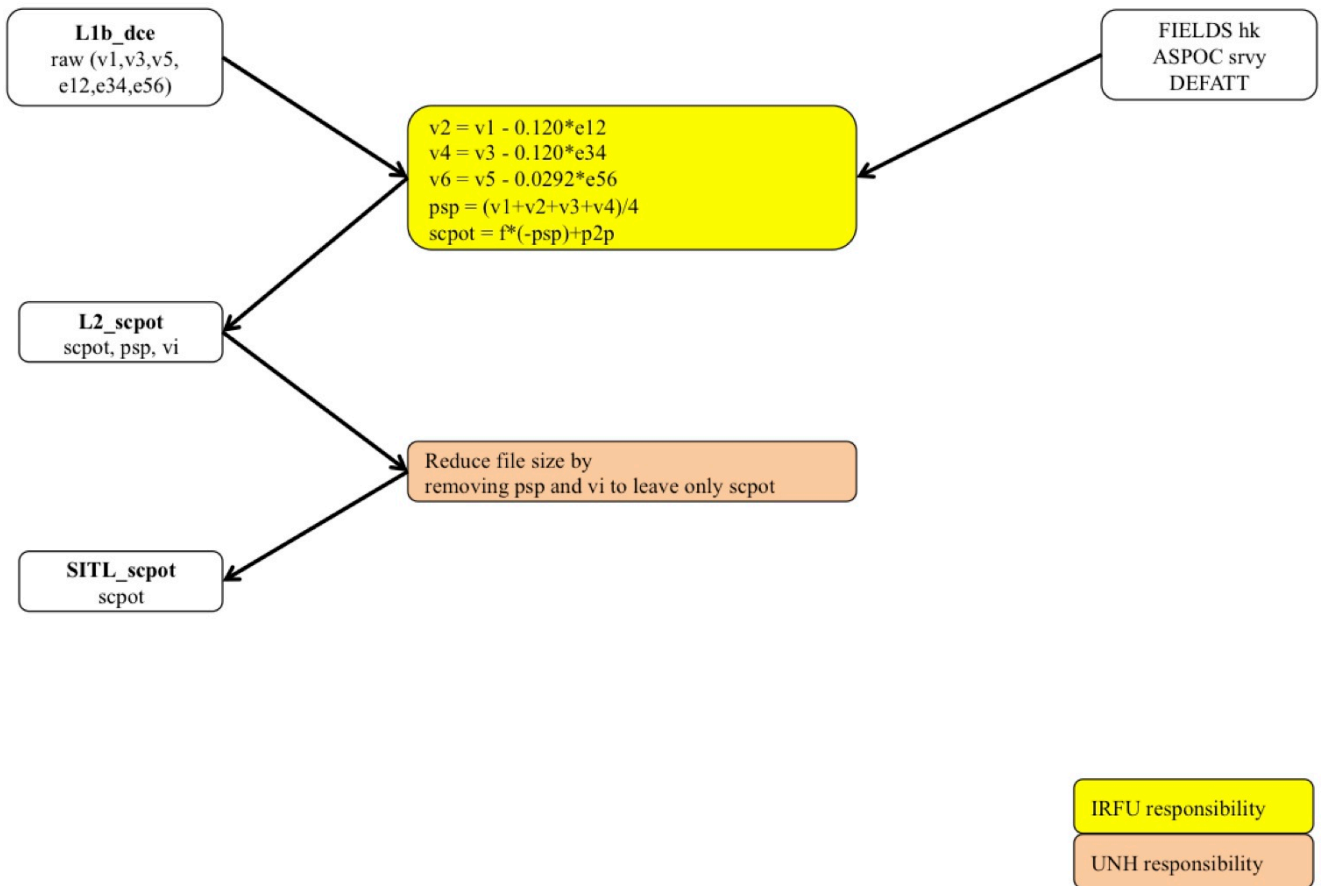 L1b_dce
raw (v1,v3,v5,
e12,e34,e56)
FIELDS hk
ASPOC srvy
DEFATT
v2 = v1 - 0.120*e12
v4 = v3 - 0.120*e34
v6 = v5 - 0.0292*e56
psp = (v1+v2+v3+v4)/4
scpot = f*(-psp)+p2p
L2_scpot
scpot, psp, vi
Reduce file size by
removing psp and vi to leave only scpot
SITL_scpot
scpot
IRFU responsibility
UNH responsibility